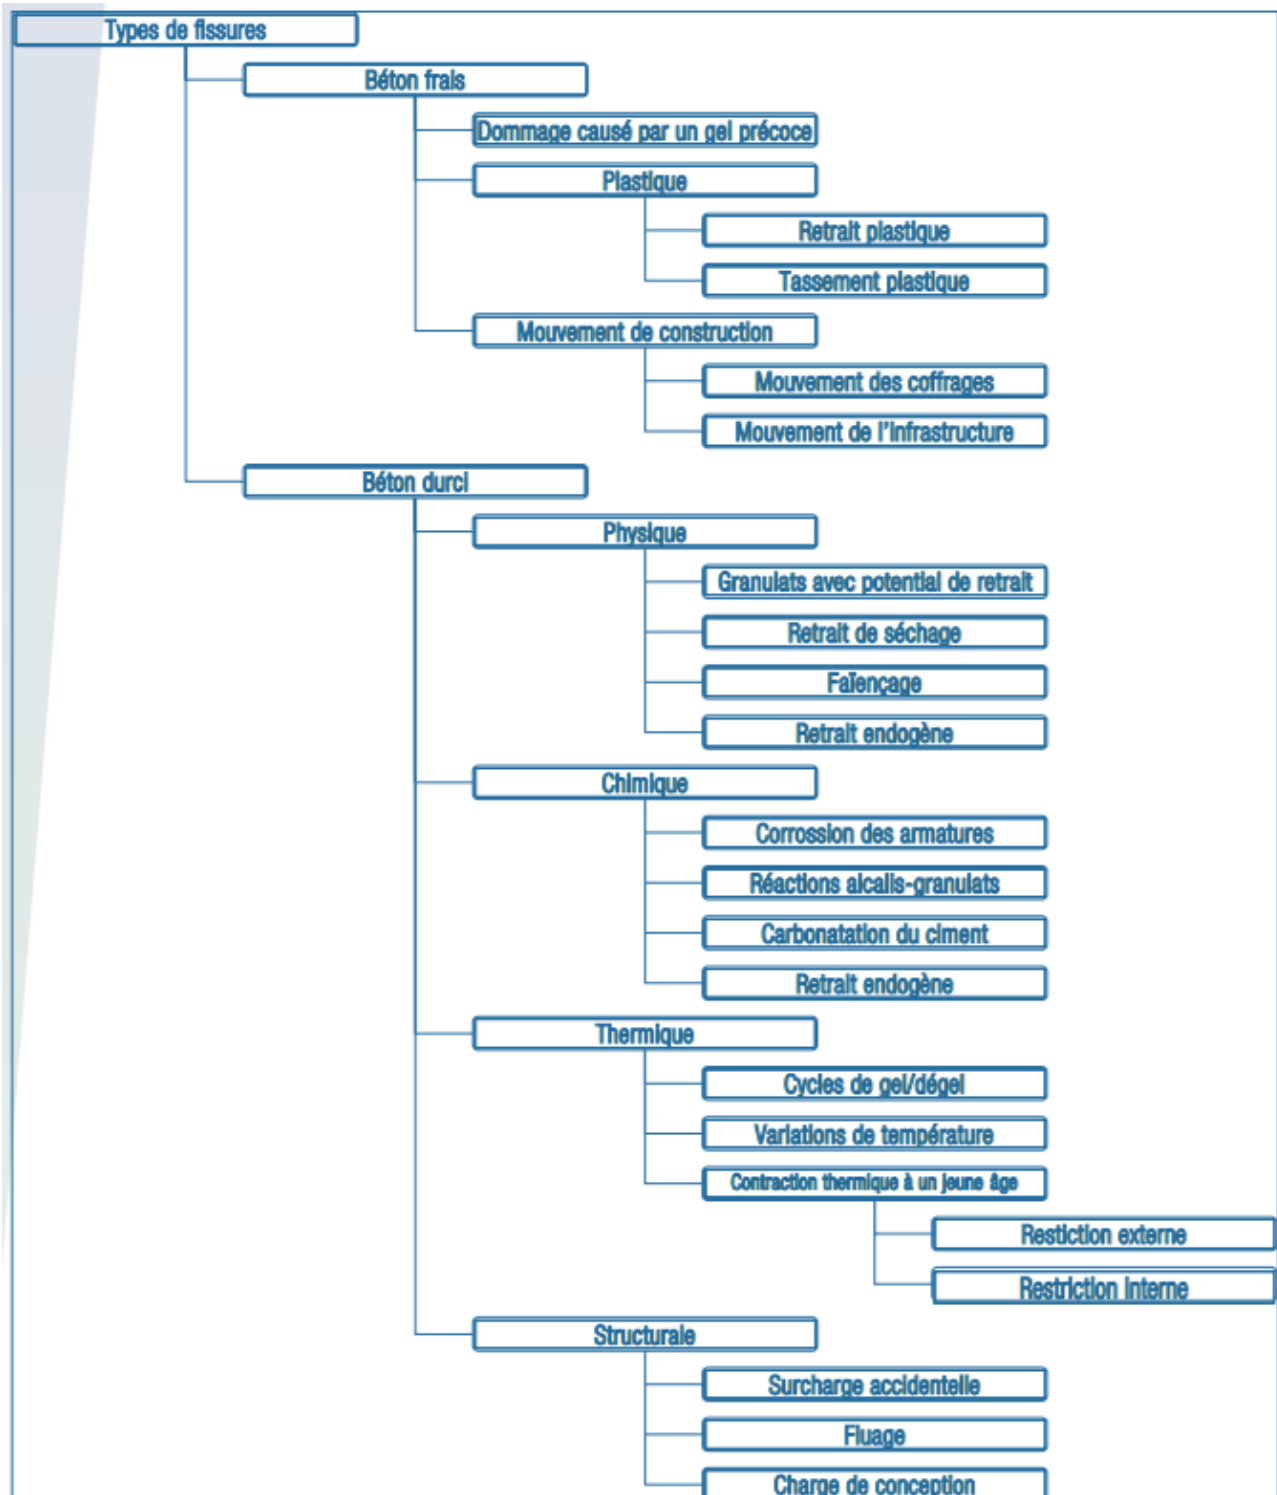 Types de fissures
Béton frais
Dommage causé par un gel précoce
Plastique
Retrait plastique
Tassement plastique
Mouvement de construction
Mouvement des coffrages
Mouvement de l'infrastructure
Béton durci
Physique
Granulats avec potential de retrait
Retrait de séchage
Faïençage
Retrait endogène
Chimique
Corrossion des armatures
Réactions alcalis-granulats
Carbonatation du ciment
Retrait endogène
Thermique
Cycles de gel/dégel
Variations de température
Contraction thermique à un jeune âge
Restiction externe
Restriction interne
Structurale
Surcharge accidentelle
Fluage
Charge de conception